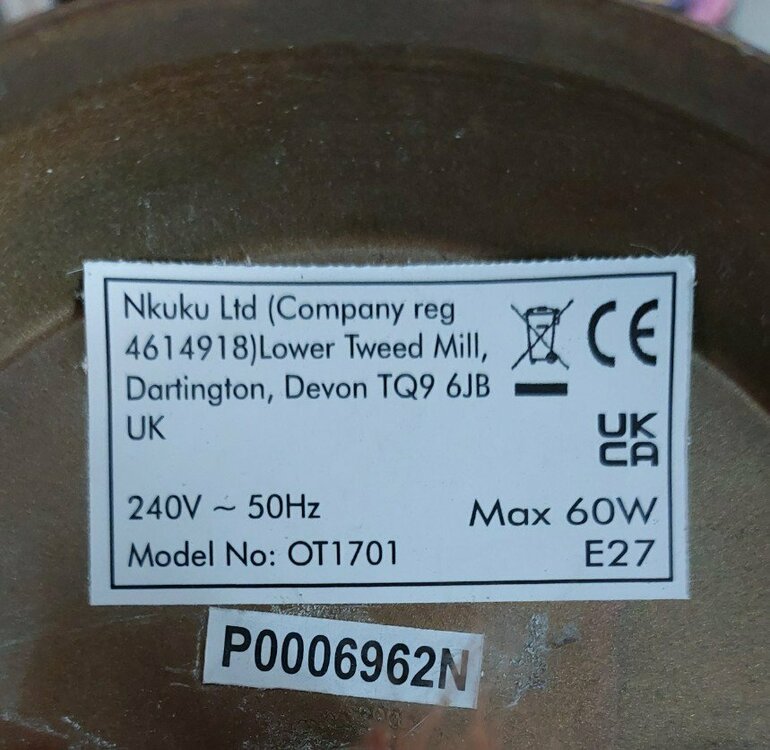 Nkuku Ltd (Company reg
4614918)Lower Tweed Mill,
Dartington, Devon TQ9 6JB
UK
CE
UK
CA
240V ~ 50Hz
Max 60W
Model No: OT1701
E27
P0006962N